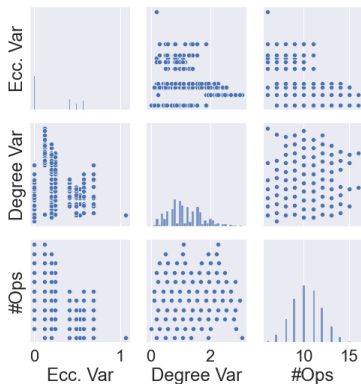 Ecc. Var
Degree Var
#Ops
0 1
0 2
10 15
Ecc. Var
Degree Var
#Ops